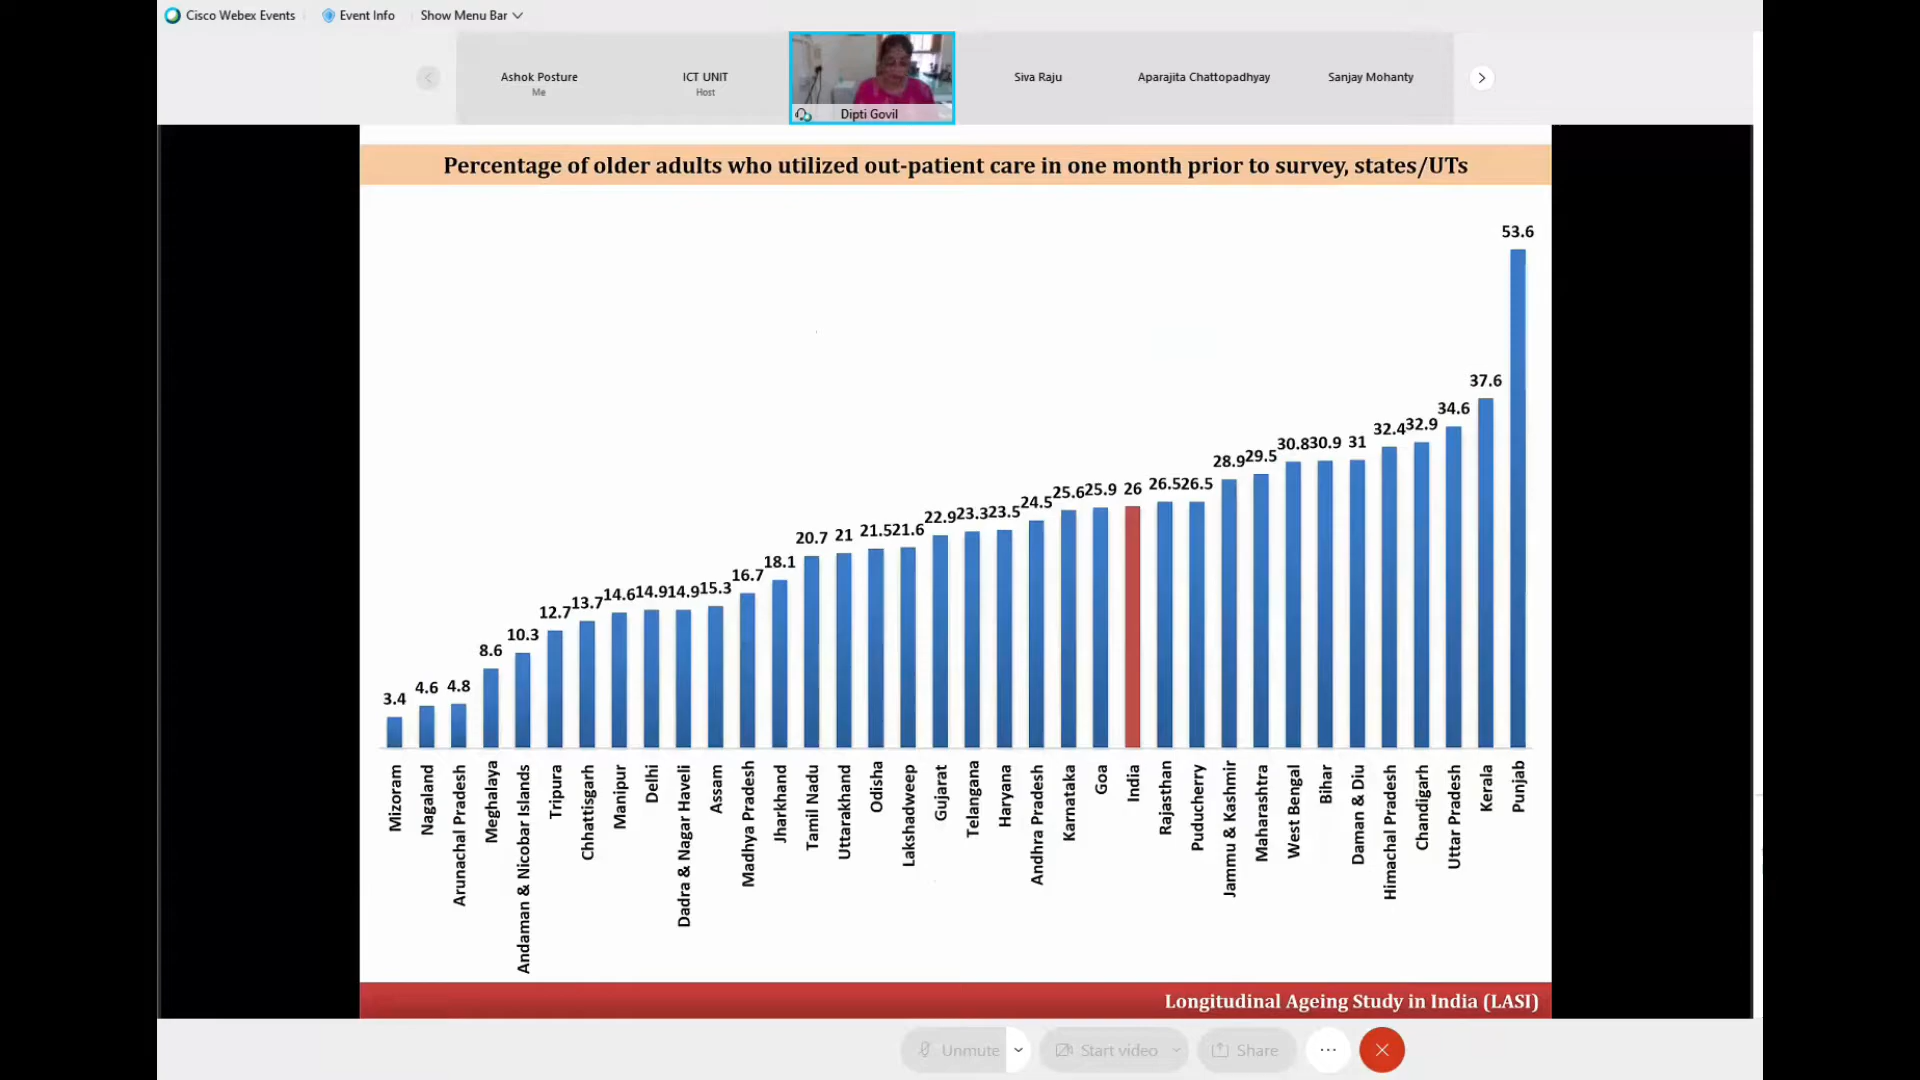 Cisco Webex Events
Event Info
Show Menu Bar
Ashok Posture
Me
ICT UNIT
Host
Dipti Govil
Siva Raju
Aparajita Chattopadhyay
Sanjay Mohanty
Percentage of older adults who utilized out-patient care in one month prior to survey, states/UTs
3.4
4.6
4.8
8.6
10.3
12.7
13.7
14.6
14.9
14.9
15.3
16.7
18.1
20.7
21
21.5
21.6
22.9
23.3
23.5
24.5
25.6
25.9
26
26.5
26.5
28.9
29.5
30.8
30.9
31
32.4
32.9
34.6
37.6
53.6
Mizoram
Nagaland
Arunachal Pradesh
Meghalaya
Andaman & Nicobar Islands
Tripura
Chhattisgarh
Manipur
Delhi
Dadra & Nagar Haveli
Assam
Madhya Pradesh
Jharkhand
Tamil Nadu
Uttarakhand
Odisha
Lakshadweep
Gujarat
Telangana
Haryana
Andhra Pradesh
Karnataka
Goa
India
Rajasthan
Puducherry
Jammu & Kashmir
Maharashtra
West Bengal
Bihar
Daman & Diu
Himachal Pradesh
Chandigarh
Uttar Pradesh
Kerala
Punjab
Longitudinal Ageing Study in India (LASI)
Unmute
Start video
Share